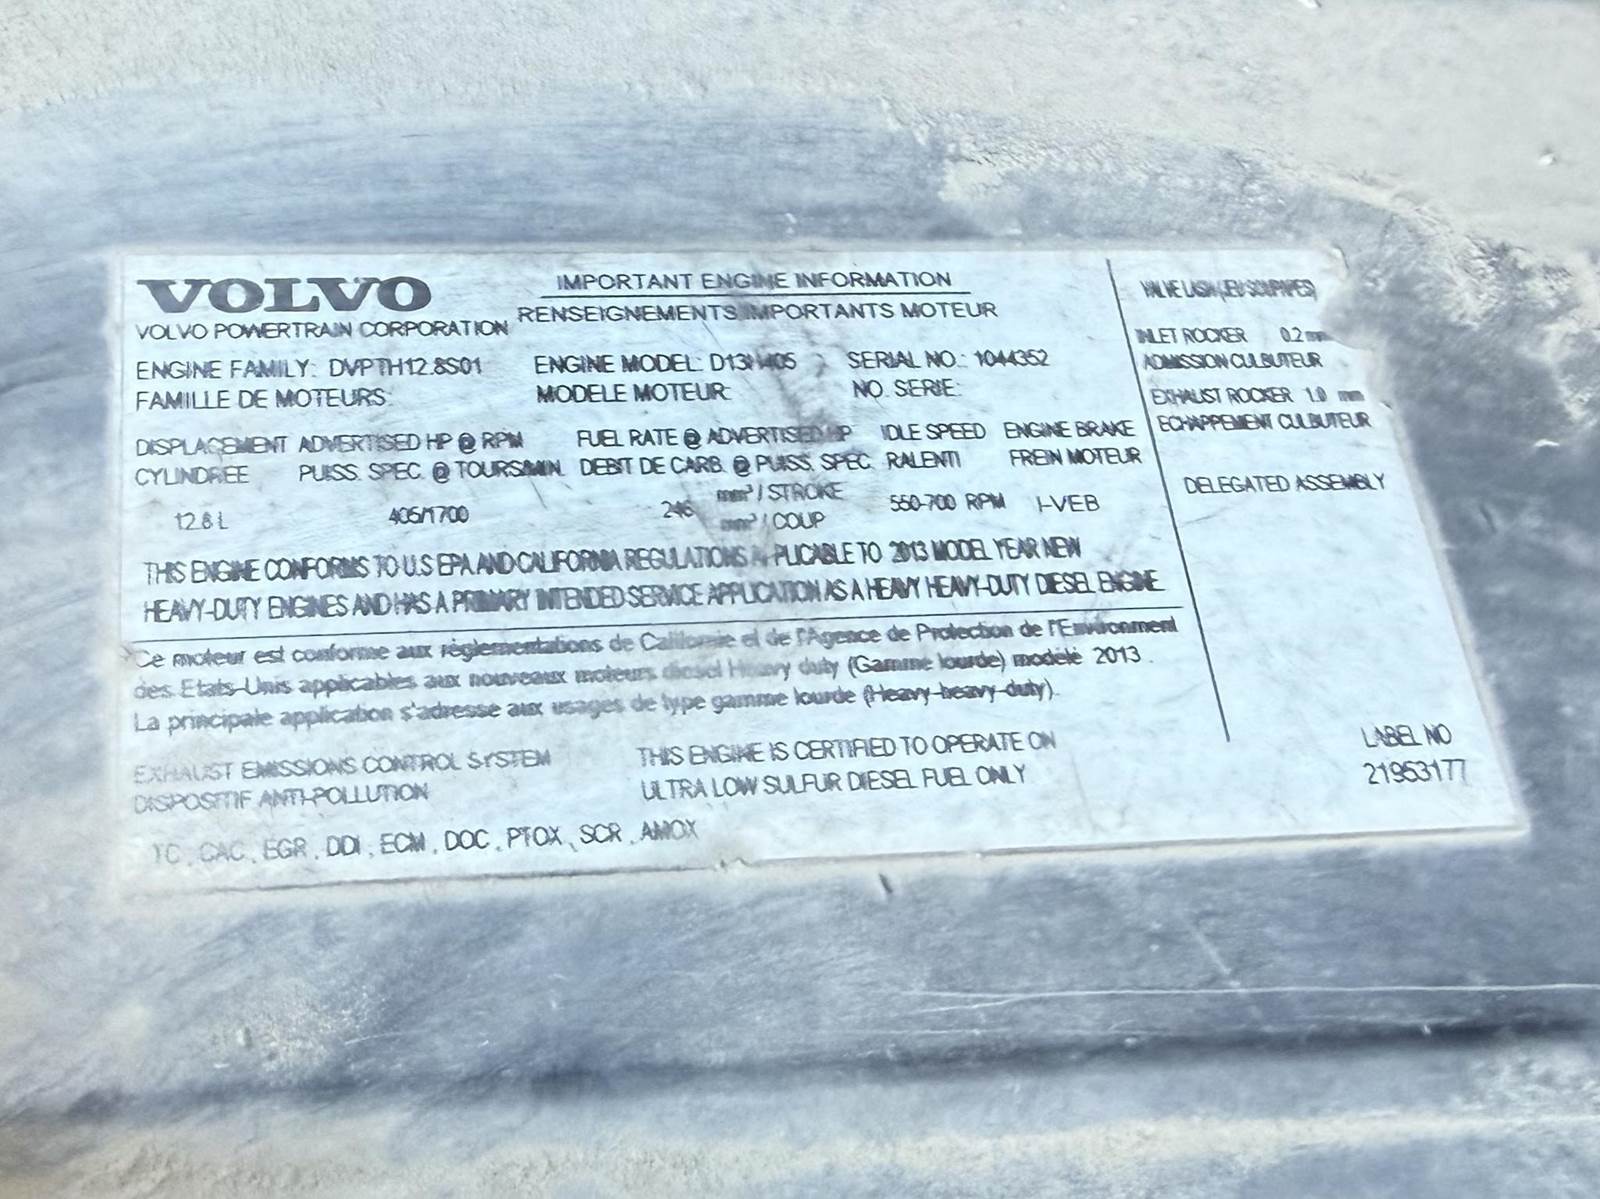 VOLVO
VOLVO POWERTRAIN CORPORATION
IMPORTANT ENGINE INFORMATION
RENSEIGNEMENTS IMPORTANTS MOTEUR
ENGINE FAMILY: DVPTH12.8S01 ENGINE MODEL: SERIAL NO.: 1044352
FAMILLE DE MOTEURS: MODELE MOTEUR: NO. SERIE:
DISPLACEMENT ADVERTISED HP @ RPM FUEL RATE @ ADVERTISED HP IDLE SPEED ENGINE BRAKE
CYLINDREE PUISS. SPEC. @ TOURS/MIN. DEBIT DE CARB. @ PUISS. SPEC. RALENTI FREIN MOTEUR
12.8 L 405/1700 246 mm³ / STROKE 550-700 RPM I-VEB
mm³ / COUP
THIS ENGINE CONFORMS TO U.S EPA AND CALIFORNIA REGULATIONS APPLICABLE TO 2013 MODEL YEAR NEW
HEAVY-DUTY ENGINES AND HAS A PRIMARY INTENDED SERVICE APPLICATION AS A HEAVY HEAVY-DUTY DIESEL ENGINE
Ce moteur est conforme aux règlementations de Californie et de l'Agence de Protection de l'Environment
des Etats-Unis applicables aux nouveaux moteurs diesel Heavy duty (Gamme lourde) modèle 2013.
La principale application s'adresse aux usages de type gamme lourde (Heavy-heavy-duty).
EXHAUST EMISSIONS CONTROL SYSTEM
DISPOSITIF ANTI-POLLUTION
THIS ENGINE IS CERTIFIED TO OPERATE ON
ULTRA LOW SULFUR DIESEL FUEL ONLY
TC, CAC, EGR, DDI, ECM, DOC, PTOX, SCR, AMOX
VALVE LASH (JEU SOUPAPES)
INLET ROCKER 0.2 mm
ADMISSION CULBUTEUR
EXHAUST ROCKER 1.0 mm
ECHAPPEMENT CULBUTEUR
DELEGATED ASSEMBLY
LABEL NO
21953177